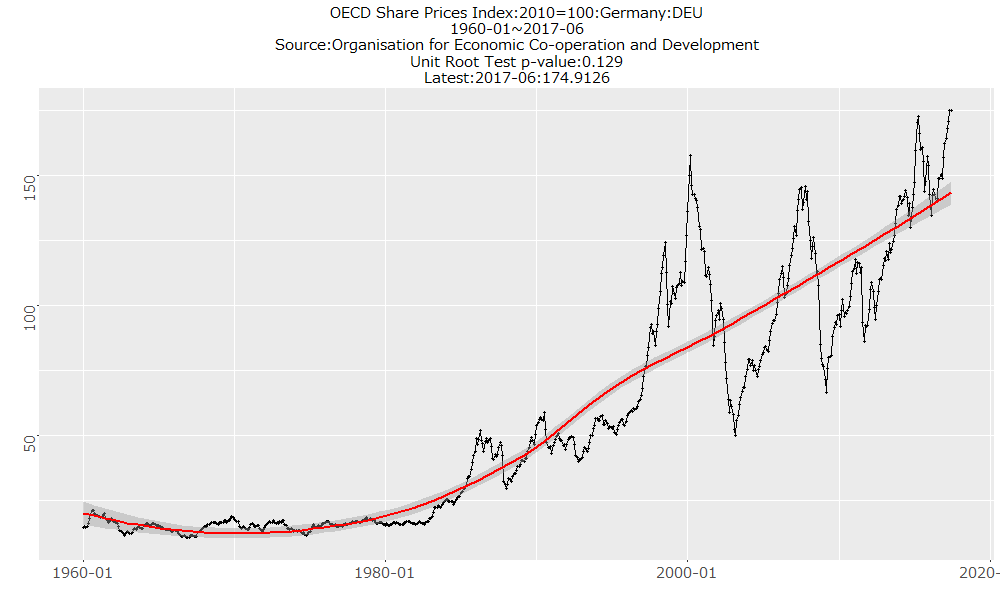 OECD Share Prices Index:2010=100:Germany:DEU
1960-01~2017-06
Source:Organisation for Economic Co-operation and Development
Unit Root Test p-value:0.129
Latest:2017-06:174.9126
150
100
50
1960-01
1980-01
2000-01
2020-